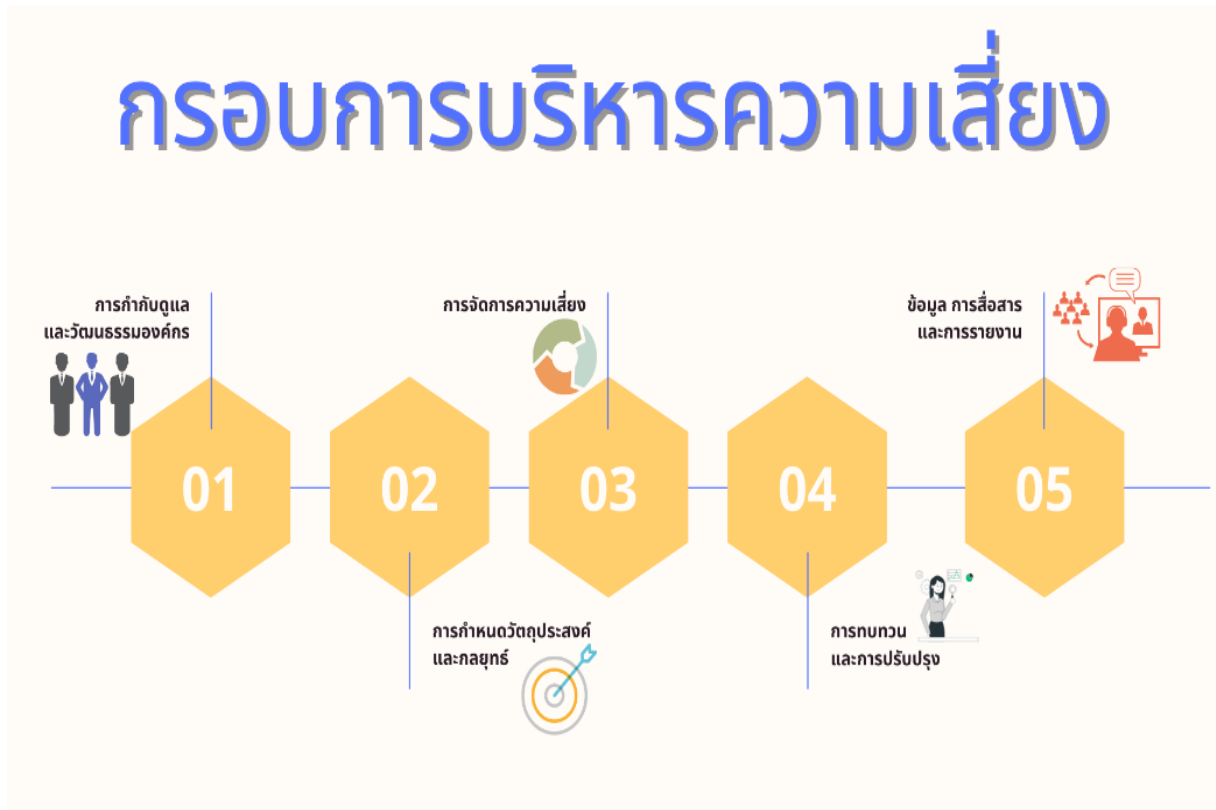 กรอบการบริหารความเสี่ยง
การกำกับดูแล
และวัฒนธรรมองค์กร
01
02
การกำหนดวัตถุประสงค์
และกลยุทธ์
การจัดการความเสี่ยง
03
04
การทบทวน
และการปรับปรุง
ข้อมูล การสื่อสาร
และการรายงาน
05